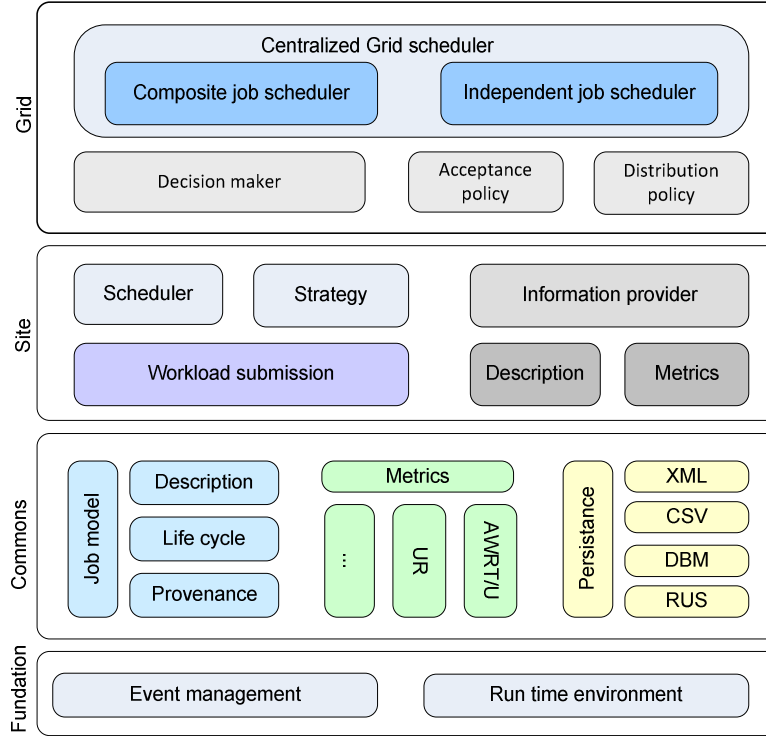 Grid
Centralized Grid scheduler
Composite job scheduler
Independent job scheduler
Decision maker
Acceptance
policy
Distribution
policy
Site
Scheduler
Strategy
Information provider
Workload submission
Description
Metrics
Commons
Job model
Description
Life cycle
Provenance
Metrics
...
UR
AWRT/U
Persistance
XML
CSV
DBM
RUS
Fundation
Event management
Run time environment